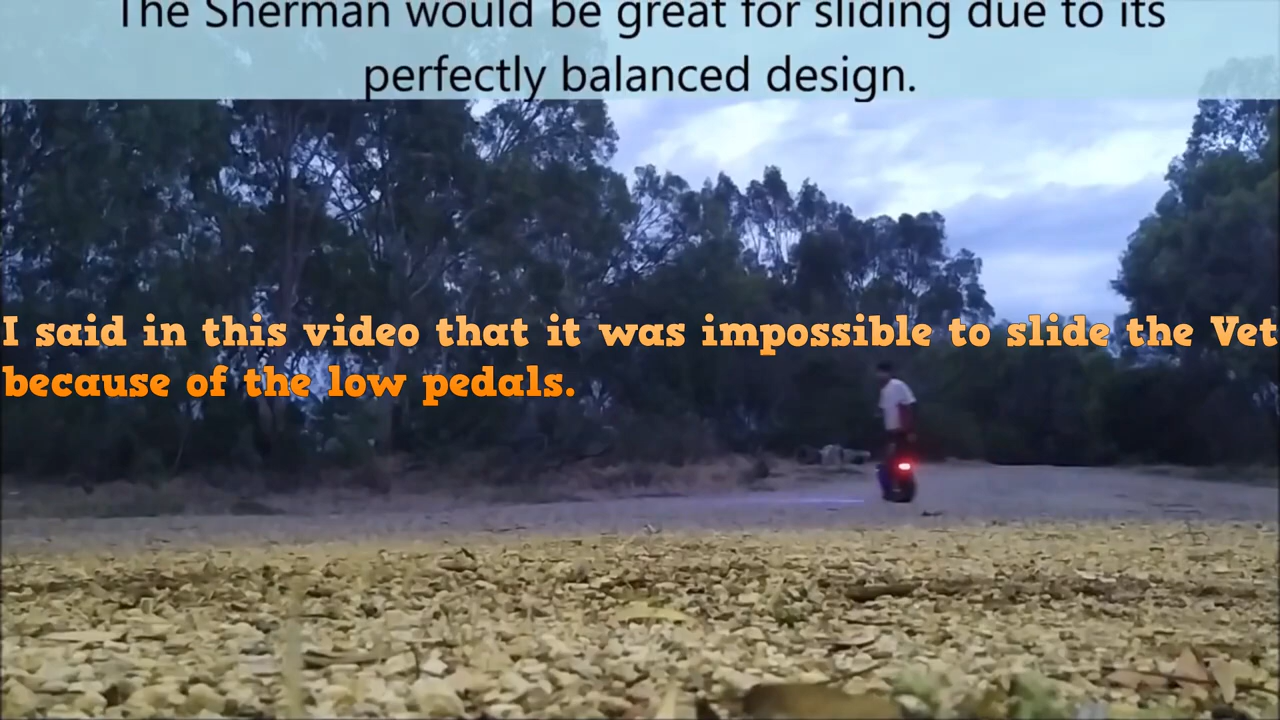 The Sherman would be great for sliding due to its
perfectly balanced design.
I said in this video that it was impossible to slide the Vet
because of the low pedals.